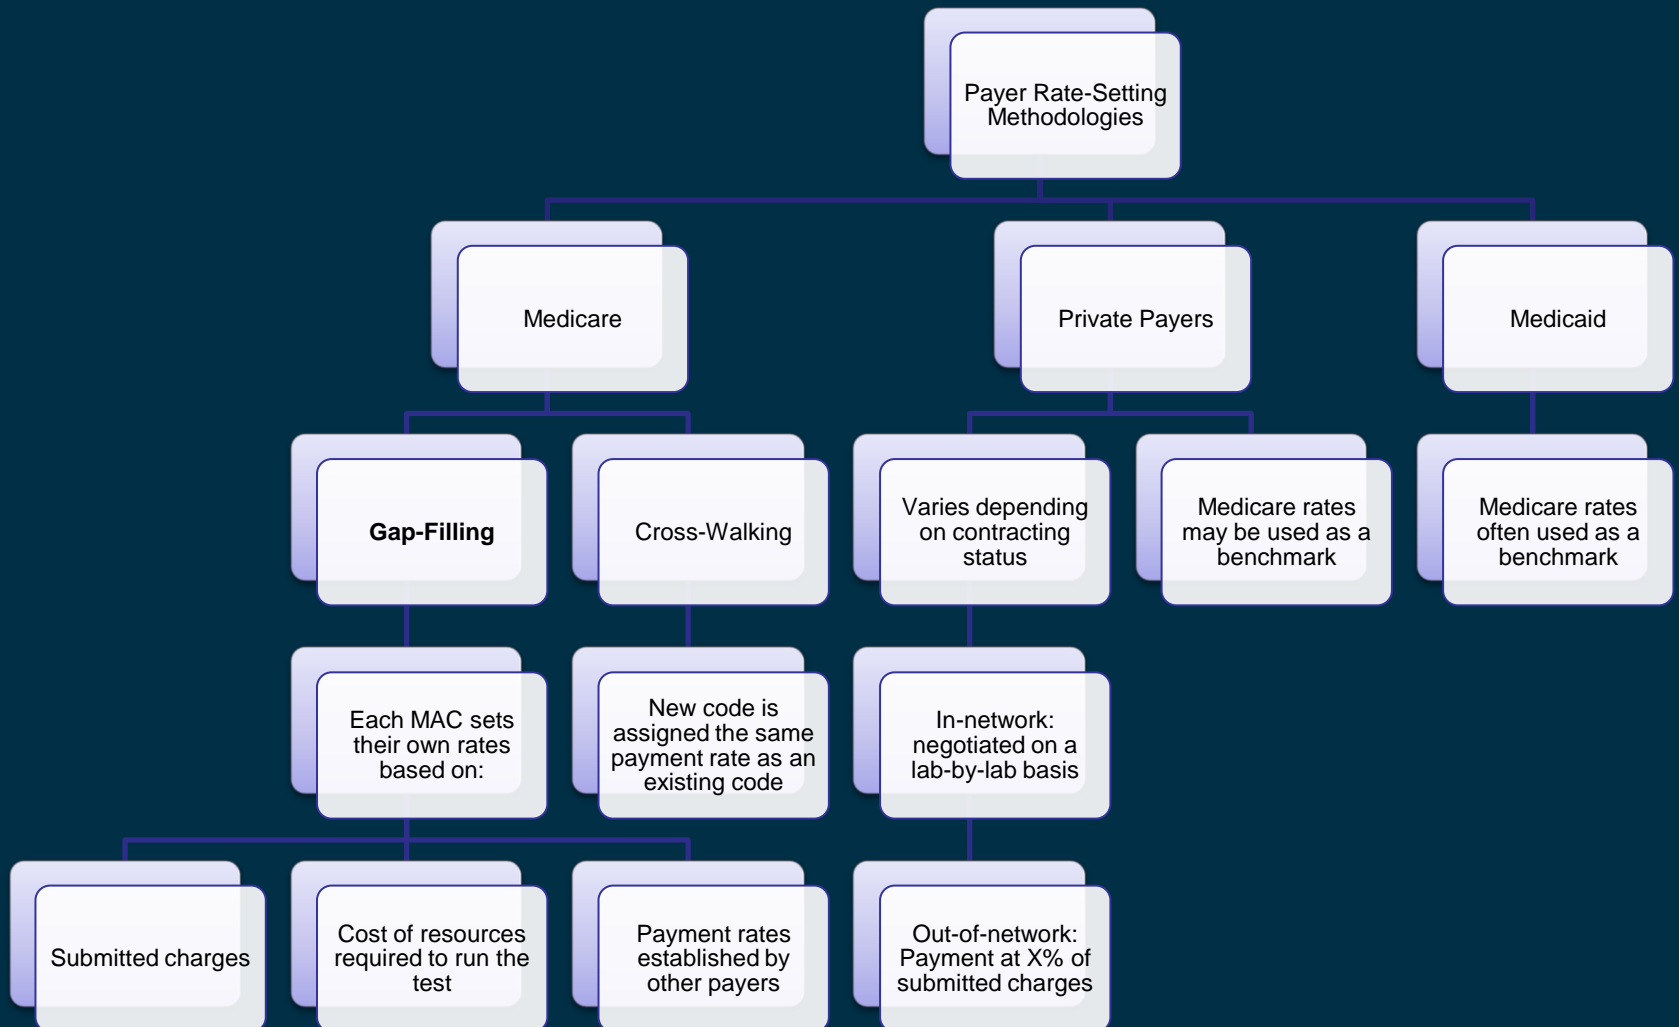 Payer Rate-Setting
Methodologies
Medicare
Private Payers
Medicaid
Gap-Filling
Cross-Walking
Varies depending
on contracting
status
Medicare rates
may be used as a
benchmark
Medicare rates
often used as a
benchmark
Each MAC sets
their own rates
based on:
New code is
assigned the same
payment rate as an
existing code
In-network:
negotiated on a
lab-by-lab basis
Submitted charges
Cost of resources
required to run the
test
Payment rates
established by
other payers
Out-of-network:
Payment at X% of
submitted charges